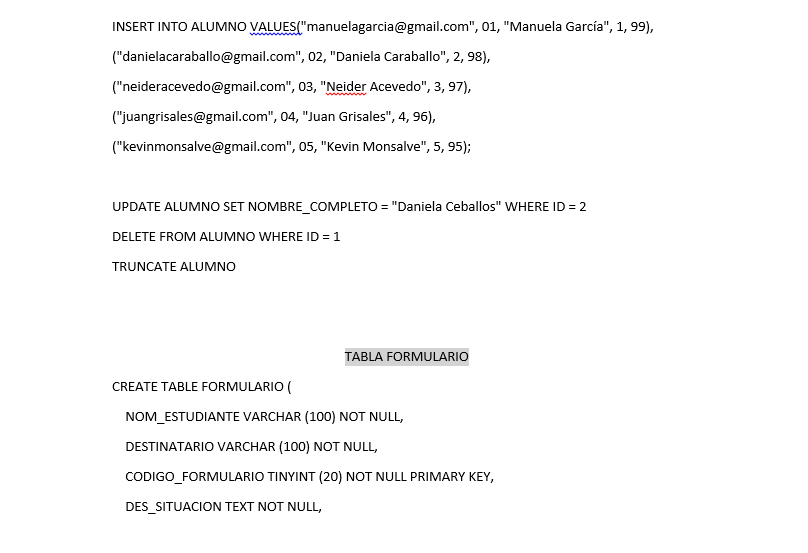 INSERT INTO ALUMNO VALUES("manuelagarcia@gmail.com", 01, "Manuela García", 1, 99),
("danielacaraballo@gmail.com", 02, "Daniela Caraballo", 2, 98),
("neideracevedo@gmail.com", 03, "Neider Acevedo", 3, 97),
("juangrisales@gmail.com", 04, "Juan Grisales", 4, 96),
("kevinmonsalve@gmail.com", 05, "Kevin Monsalve", 5, 95);
UPDATE ALUMNO SET NOMBRE_COMPLETO = "Daniela Ceballos" WHERE ID = 2
DELETE FROM ALUMNO WHERE ID = 1
TRUNCATE ALUMNO
TABLA FORMULARIO
CREATE TABLE FORMULARIO (
NOM_ESTUDIANTE VARCHAR (100) NOT NULL,
DESTINATARIO VARCHAR (100) NOT NULL,
CODIGO_FORMULARIO TINYINT (20) NOT NULL PRIMARY KEY,
DES_SITUACION TEXT NOT NULL,